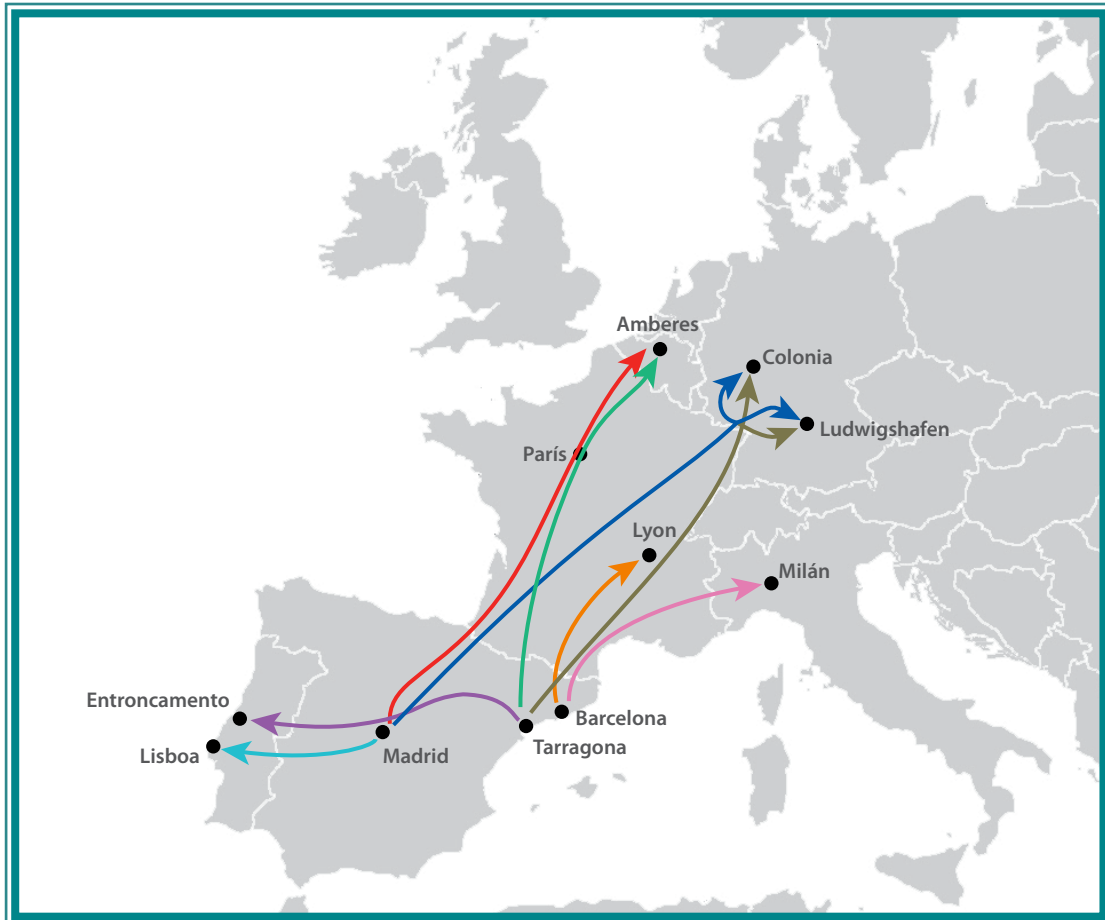 Amberes
Colonia
Ludwigshafen
París
Lyon
Milán
Entroncamento
Barcelona
Lisboa
Madrid
Tarragona